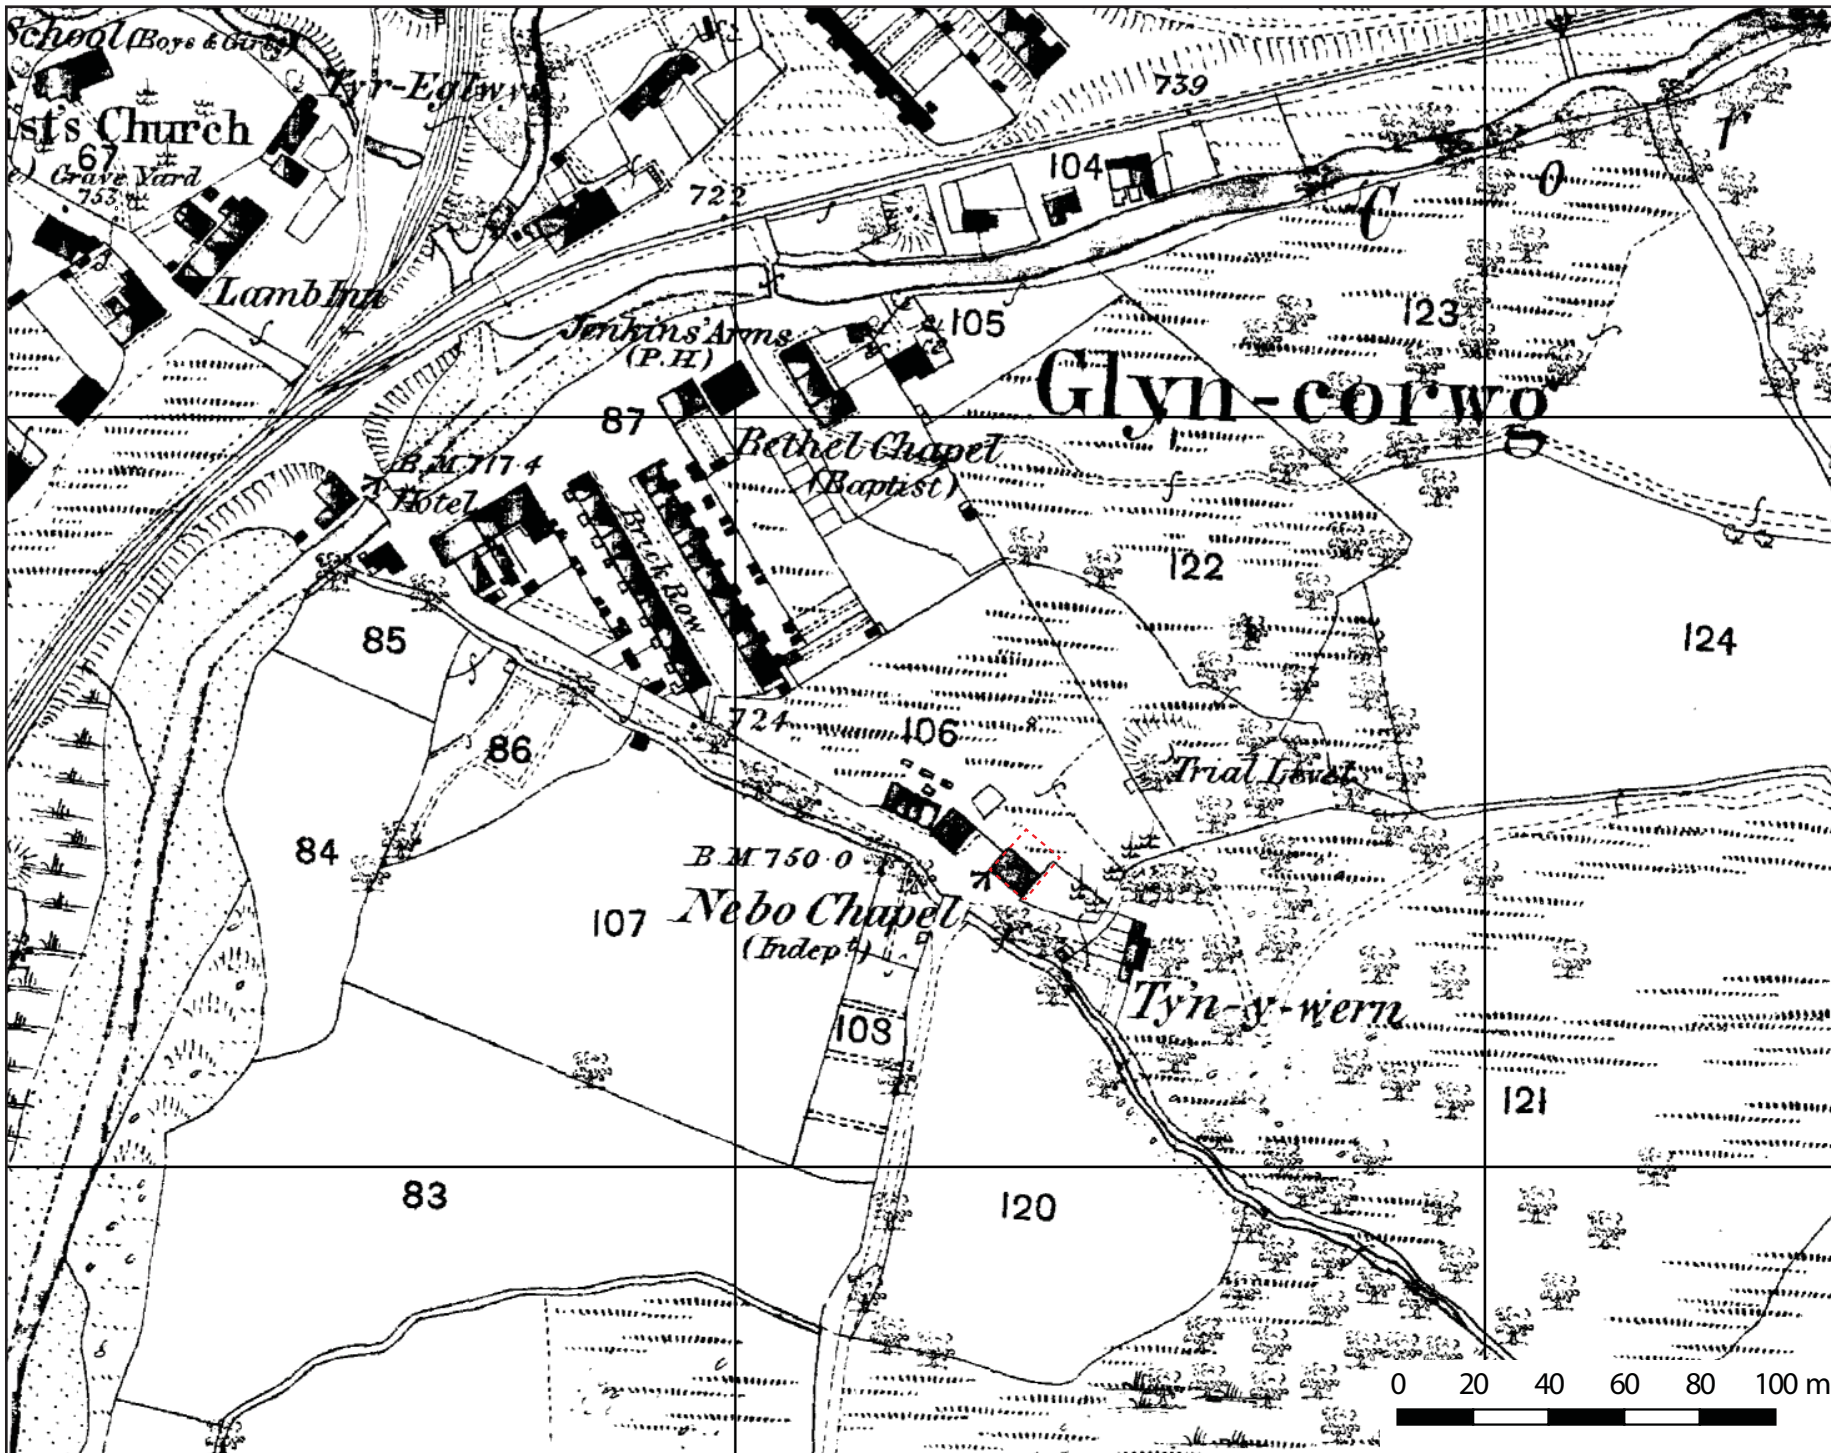 School (Boys & Girls)
Tyr-Eglwys
739
st's Church
67
Grave Yard
753
104
722
C
o
r
Lamb Inn
123
105
Jenkins' Arms
(P.H)
Glyn-corwg
87
Bethel Chapel
(Baptist)
B.M 717·4
Hotel
Brick Row
122
85
124
724
106
86
Trial Level
84
B.M 750·0
107
Nebo Chapel
(Indept)
Ty'n-y-wern
108
121
83
120
0 20 40 60 80 100 m